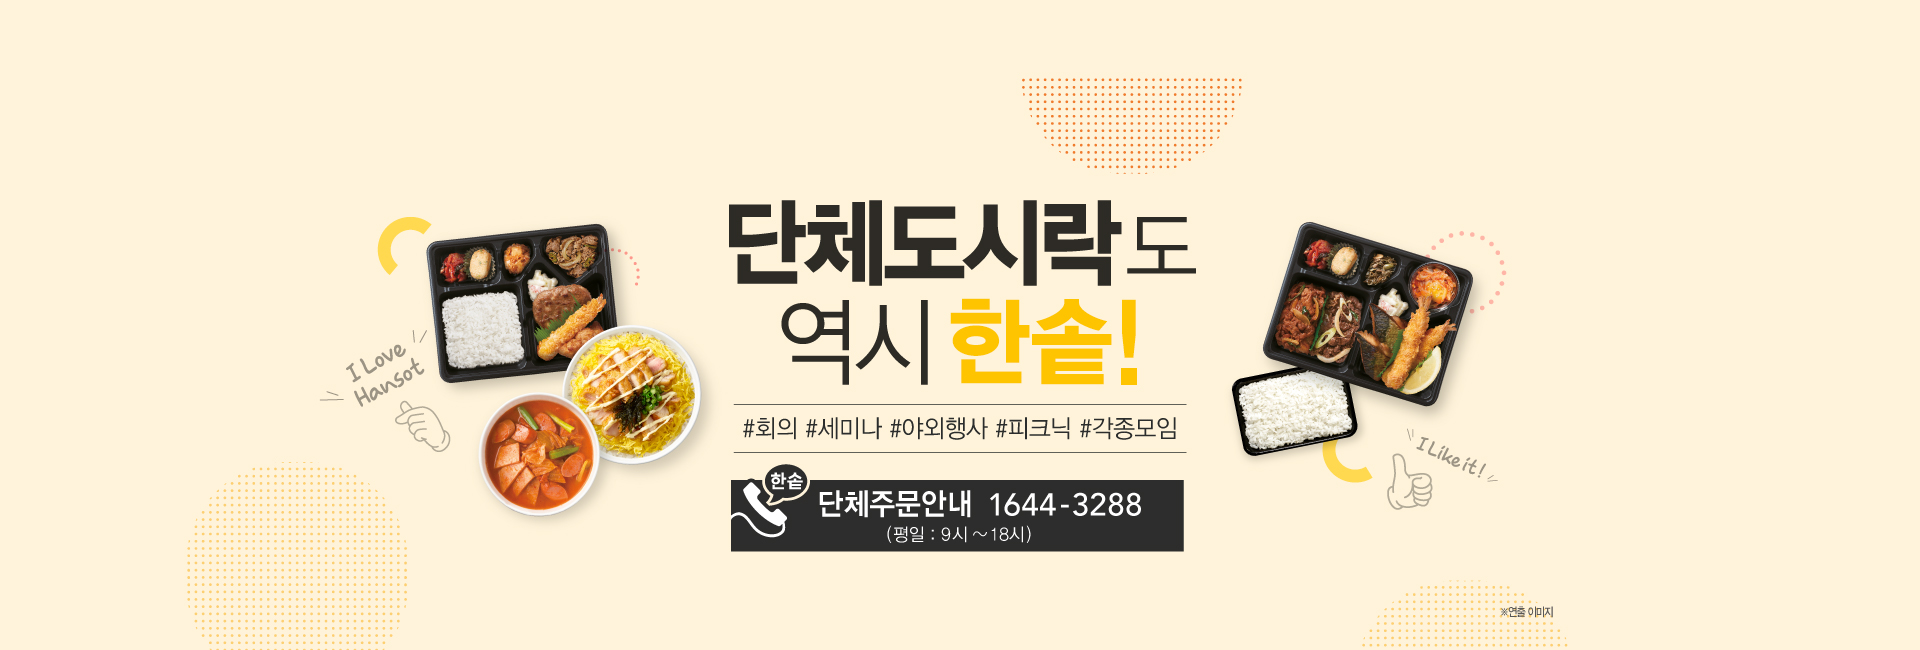 단체도시락도
역시 한솥!
#회의 #세미나 #야외행사 #피크닉 #각종모임
한솥
단체주문안내 1644-3288
(평일 : 9시 ~ 18시)
I Love
Hansot
I Like it!
※연출 이미지